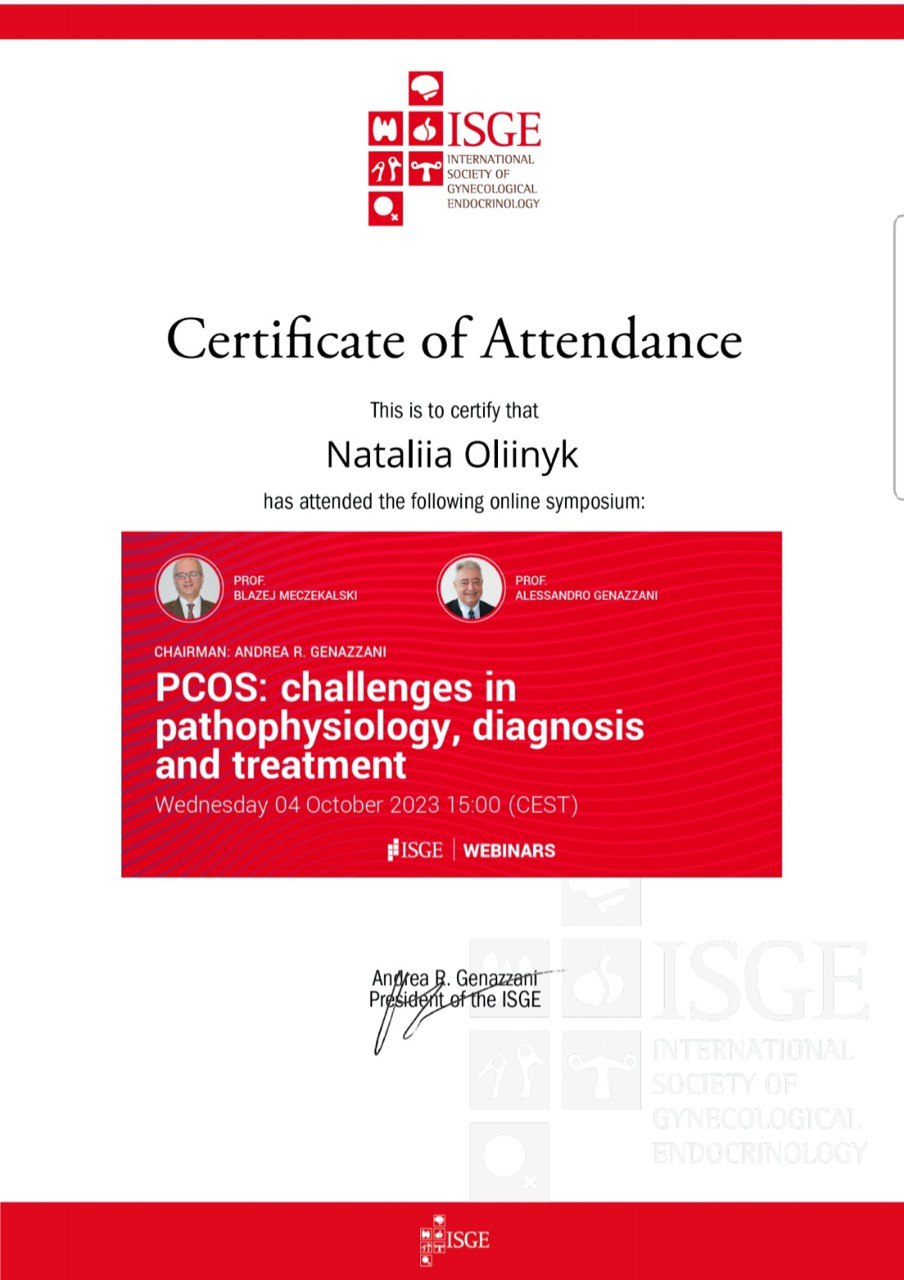 ISGE
INTERNATIONAL
SOCIETY OF
GYNECOLOGICAL
ENDOCRINOLOGY
Certificate of Attendance
This is to certify that
Nataliia Oliinyk
has attended the following online symposium:
PROF.
BLAZEJ MECZEKALSKI
PROF.
ALESSANDRO GENAZZANI
CHAIRMAN: ANDREA R. GENAZZANI
PCOS: challenges in
pathophysiology, diagnosis
and treatment
Wednesday 04 October 2023 15:00 (CEST)
ISGE | WEBINARS
Andrea R. Genazzani
President of the ISGE
ISGE
INTERNATIONAL
SOCIETY OF
GYNECOLOGICAL
ENDOCRINOLOGY
ISGE